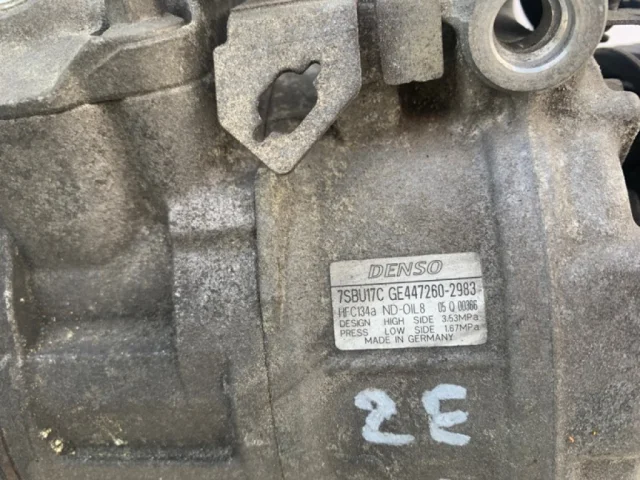 DENSO
7SBU17C GE447260-2983
HFC134a ND-OIL8 05 Q 00366
DESIGN HIGH SIDE 3.53MPa
PRESS LOW SIDE 1.67MPa
MADE IN GERMANY
2E